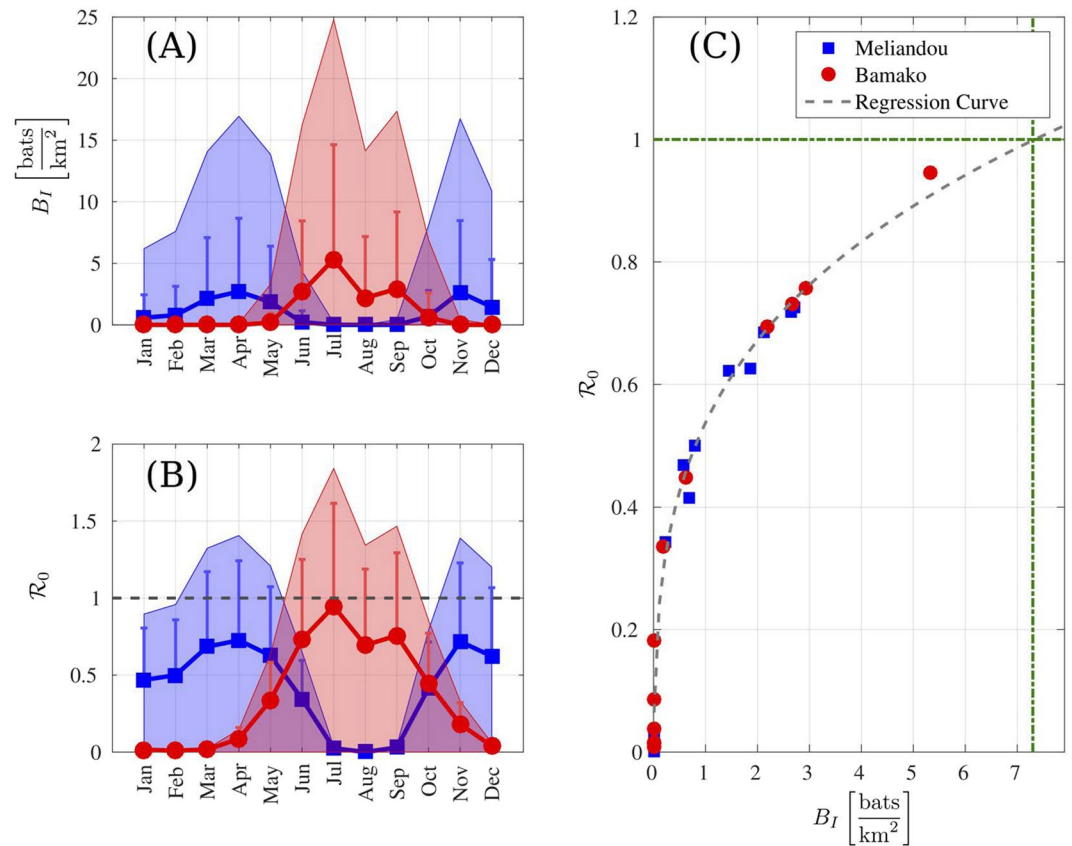 (A)
25
20
15
10
5
0
B_I [bats/km²]
Jan Feb Mar Apr May Jun Jul Aug Sep Oct Nov Dec
(B)
2
1.5
1
0.5
0
R₀
Jan Feb Mar Apr May Jun Jul Aug Sep Oct Nov Dec
(C)
Meliandou
Bamako
Regression Curve
1.2
1
0.8
0.6
0.4
0.2
0
R₀
0 1 2 3 4 5 6 7
B_I [bats/km²]